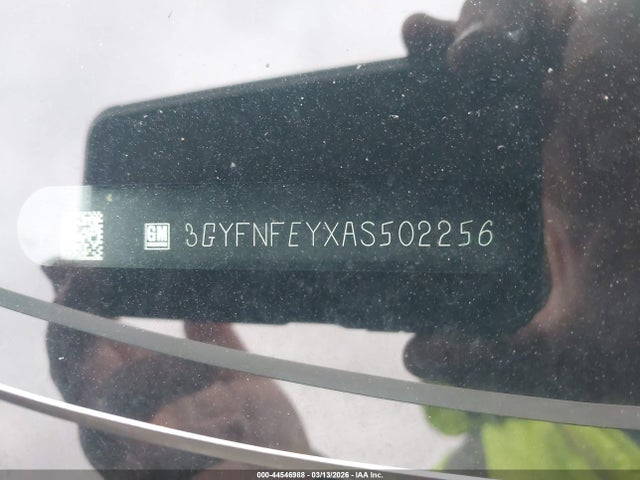 GM 3GYFNFEYXAS502256
000-44546988 - 03/13/2026 - IAA Inc.